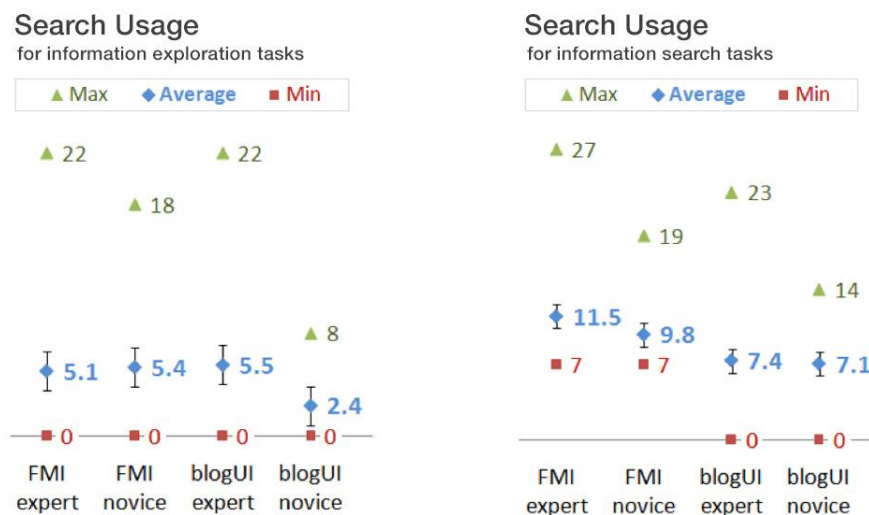 Search Usage
for information exploration tasks
Max Average Min
22
22
18
8
5.1
5.4
5.5
2.4
0
0
0
0
FMI expert
FMI novice
blogUI expert
blogUI novice
Search Usage
for information search tasks
Max Average Min
27
23
19
14
11.5
9.8
7.4
7.1
7
7
0
0
FMI expert
FMI novice
blogUI expert
blogUI novice